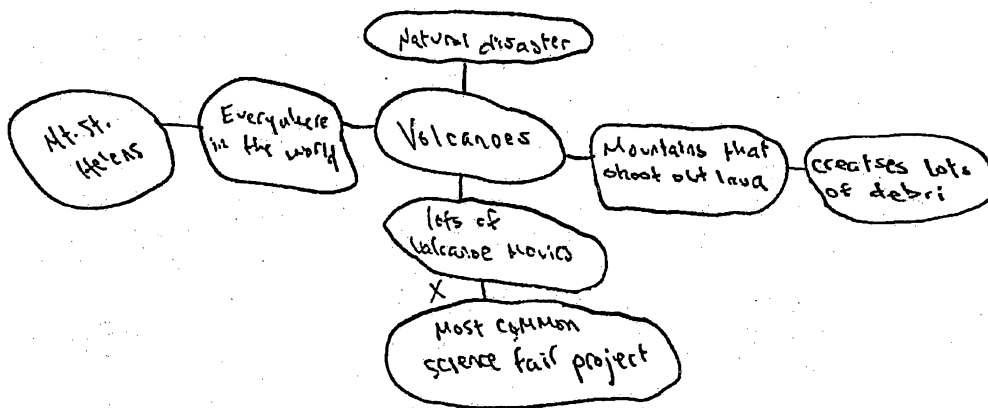 Natural disaster
Mt. St.
Helens
Everywhere
in the world
Volcanoes
Mountains that
shoot out lava
creatses lots
of debri
lots of
Valcanoe Movies
X
Most common
science fair project